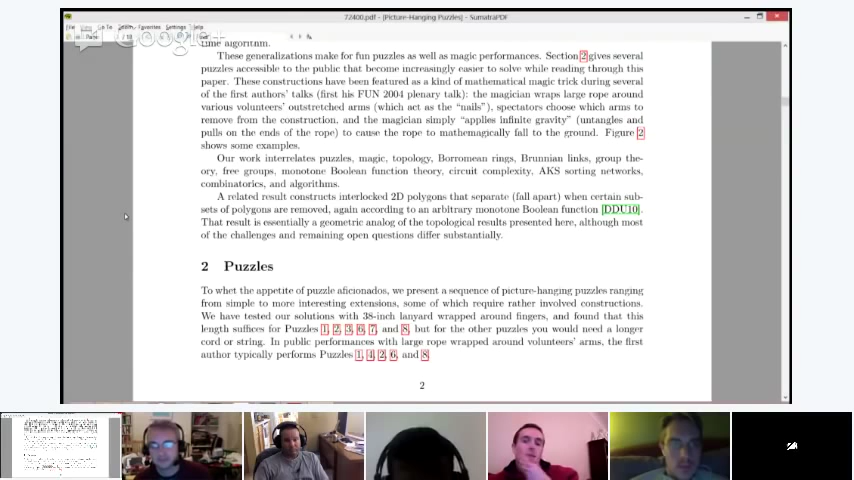 72400.pdf - [Picture-Hanging Puzzles] - SumatraPDF
time algorithm.
These generalizations make for fun puzzles as well as magic performances. Section 2 gives several
puzzles accessible to the public that become increasingly easier to solve while reading through this
paper. These constructions have been featured as a kind of mathematical magic trick during several
of the first authors' talks (first his FUN 2004 plenary talk): the magician wraps large rope around
various volunteers' outstretched arms (which act as the "nails"), spectators choose which arms to
remove from the construction, and the magician simply "applies infinite gravity" (untangles and
pulls on the ends of the rope) to cause the rope to mathemagically fall to the ground. Figure 2
shows some examples.
Our work interrelates puzzles, magic, topology, Borromean rings, Brunnian links, group the-
ory, free groups, monotone Boolean function theory, circuit complexity, AKS sorting networks,
combinatorics, and algorithms.
A related result constructs interlocked 2D polygons that separate (fall apart) when certain sub-
sets of polygons are removed, again according to an arbitrary monotone Boolean function [DDU10].
That result is essentially a geometric analog of the topological results presented here, although most
of the challenges and remaining open questions differ substantially.
2 Puzzles
To whet the appetite of puzzle aficionados, we present a sequence of picture-hanging puzzles ranging
from simple to more interesting extensions, some of which require rather involved constructions.
We have tested our solutions with 38-inch lanyard wrapped around fingers, and found that this
length suffices for Puzzles 1, 2, 3, 6, 7, and 8, but for the other puzzles you would need a longer
cord or string. In public performances with large rope wrapped around volunteers' arms, the first
author typically performs Puzzles 1, 4, 2, 6, and 8.
2